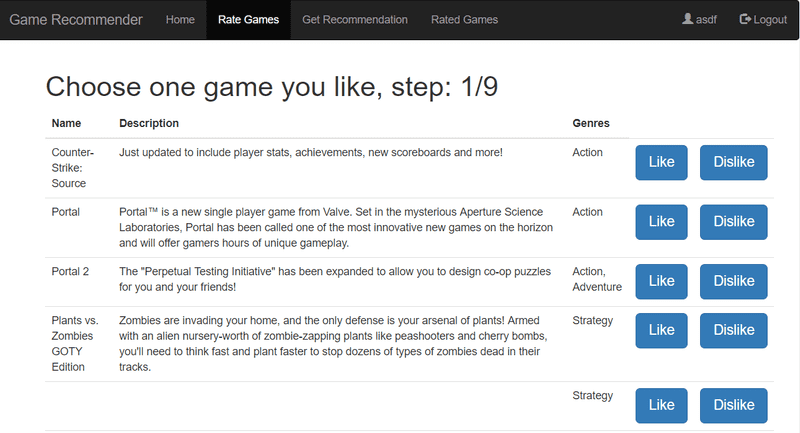 Game Recommender Home Rate Games Get Recommendation Rated Games asdf Logout
Choose one game you like, step: 1/9
Name Description Genres
Counter-
Strike:
Source
Just updated to include player stats, achievements, new scoreboards and more!
Action
Like Dislike
Portal
Portal™ is a new single player game from Valve. Set in the mysterious Aperture Science
Laboratories, Portal has been called one of the most innovative new games on the horizon
and will offer gamers hours of unique gameplay.
Action
Like Dislike
Portal 2
The "Perpetual Testing Initiative" has been expanded to allow you to design co-op puzzles
for you and your friends!
Action,
Adventure
Like Dislike
Plants vs.
Zombies
GOTY
Edition
Zombies are invading your home, and the only defense is your arsenal of plants! Armed
with an alien nursery-worth of zombie-zapping plants like peashooters and cherry bombs,
you'll need to think fast and plant faster to stop dozens of types of zombies dead in their
tracks.
Strategy
Like Dislike
Strategy
Like Dislike